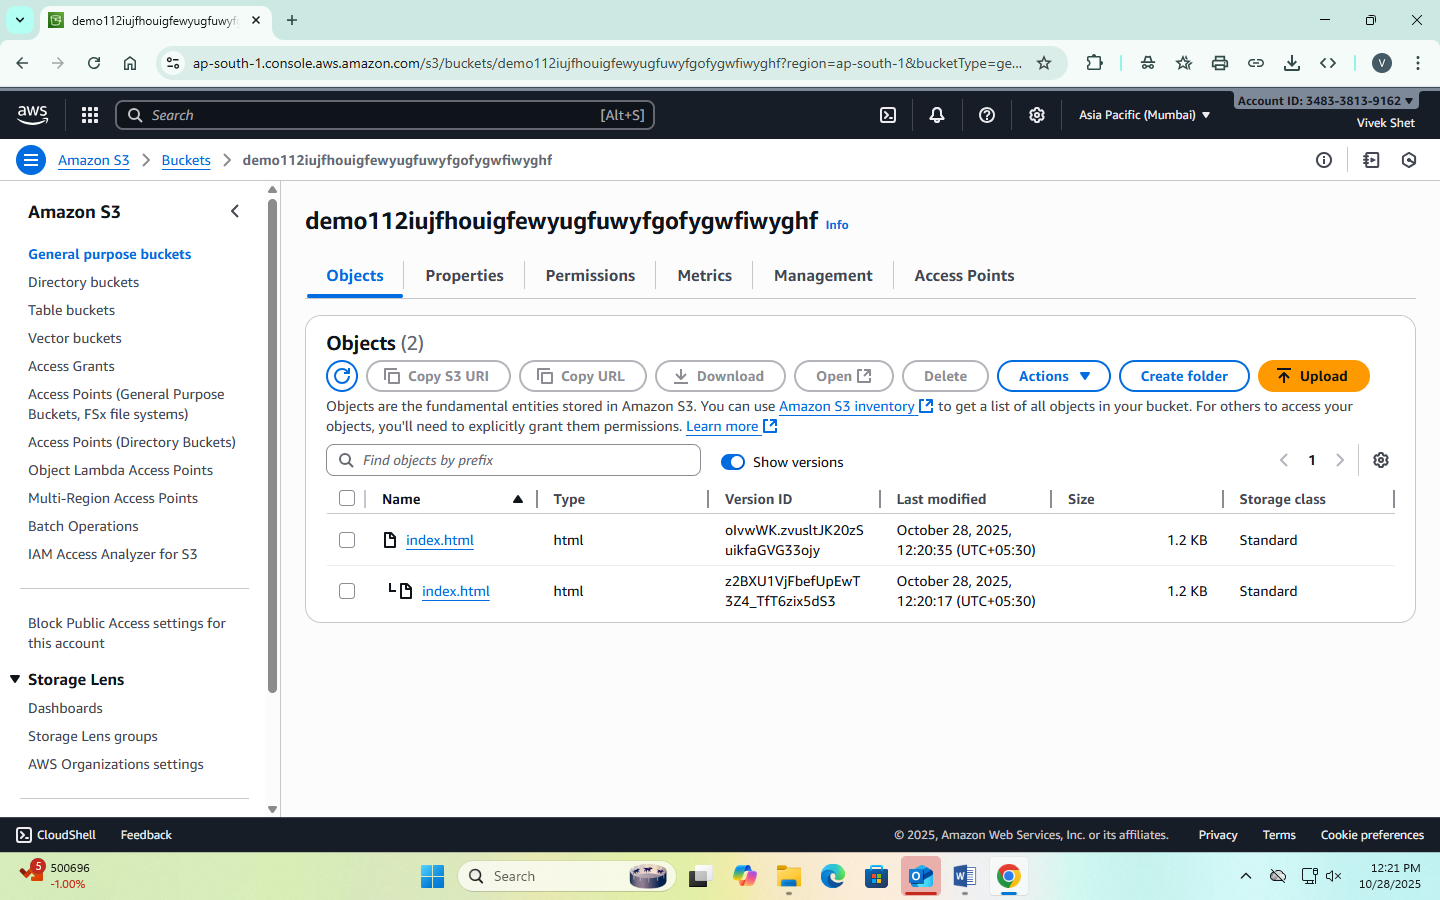 demo112iujfhouigfewyugfuwyfg
ap-south-1.console.aws.amazon.com/s3/buckets/demo112iujfhouigfewyugfuwyfgofygwfiwyghf?region=ap-south-1&bucketType=ge...
V
aws
Search
[Alt+S]
Asia Pacific (Mumbai)
Account ID: 3483-3813-9162
Vivek Shet
Amazon S3
Buckets
demo112iujfhouigfewyugfuwyfgofygwfiwyghf
Amazon S3
General purpose buckets
Directory buckets
Table buckets
Vector buckets
Access Grants
Access Points (General Purpose
Buckets, FSx file systems)
Access Points (Directory Buckets)
Object Lambda Access Points
Multi-Region Access Points
Batch Operations
IAM Access Analyzer for S3
Block Public Access settings for
this account
Storage Lens
Dashboards
Storage Lens groups
AWS Organizations settings
demo112iujfhouigfewyugfuwyfgofygwfiwyghf Info
Objects
Properties
Permissions
Metrics
Management
Access Points
Objects (2)
Copy S3 URI
Copy URL
Download
Open
Delete
Actions
Create folder
Upload
Objects are the fundamental entities stored in Amazon S3. You can use Amazon S3 inventory to get a list of all objects in your bucket. For others to access your
objects, you'll need to explicitly grant them permissions. Learn more
Find objects by prefix
Show versions
1
Name Type Version ID Last modified Size Storage class
index.html html oIvwWK.zvusltJK20zS October 28, 2025, 1.2 KB Standard
uikfaGVG33ojy 12:20:35 (UTC+05:30)
index.html html z2BXU1VjFbefUpEwT October 28, 2025, 1.2 KB Standard
3Z4_TfT6zix5dS3 12:20:17 (UTC+05:30)
CloudShell
Feedback
© 2025, Amazon Web Services, Inc. or its affiliates.
Privacy
Terms
Cookie preferences
5
500696
-1.00%
Search
12:21 PM
10/28/2025